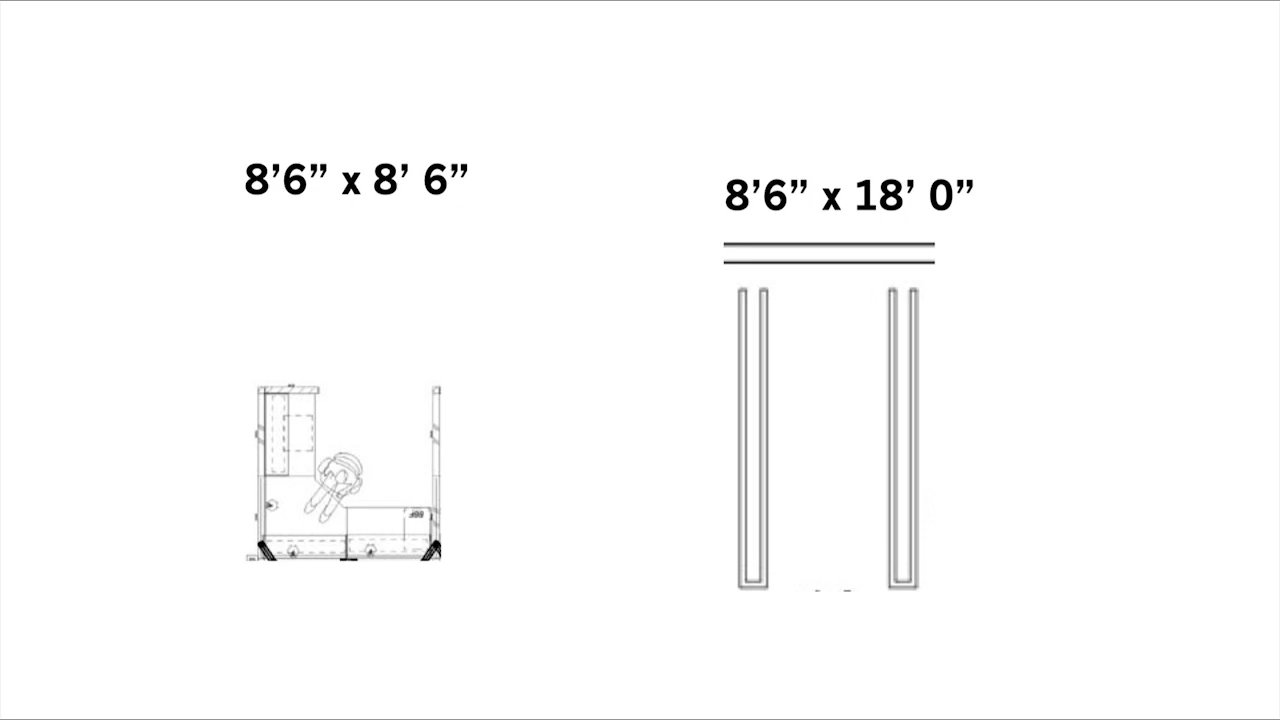 8’6” x 8’ 6”
8’6” x 18’ 0”